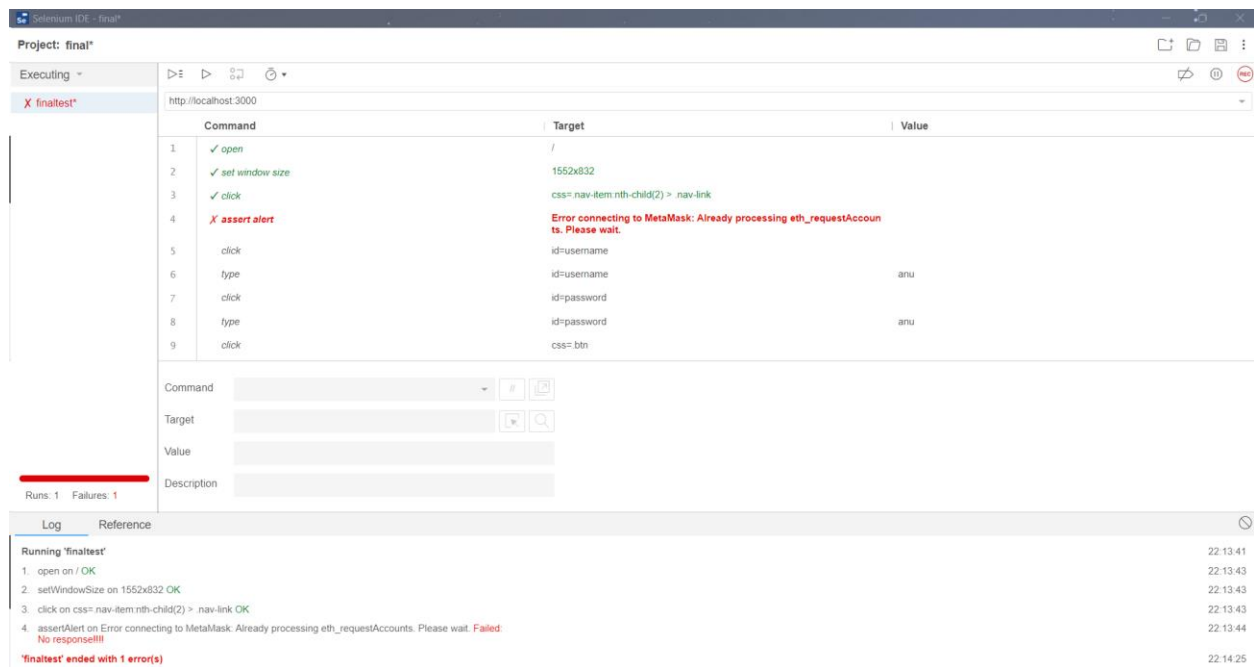 Se Selenium IDE - final*
Project: final*
Executing
REC
X finaltest*
http://localhost:3000
Command Target Value
1 ✓ open /
2 ✓ set window size 1552x832
3 ✓ click css=.nav-item:nth-child(2) > .nav-link
4 ✗ assert alert Error connecting to MetaMask: Already processing eth_requestAccoun
ts. Please wait.
5 click id=username
6 type id=username anu
7 click id=password
8 type id=password anu
9 click css=.btn
Command //
Target
Value
Description
Runs: 1 Failures: 1
Log Reference
Running 'finaltest' 22:13:41
1. open on / OK 22:13:43
2. setWindowSize on 1552x832 OK 22:13:43
3. click on css=.nav-item:nth-child(2) > .nav-link OK 22:13:43
4. assertAlert on Error connecting to MetaMask: Already processing eth_requestAccounts. Please wait. Failed: 22:13:44
No response!!!!
'finaltest' ended with 1 error(s) 22:14:25